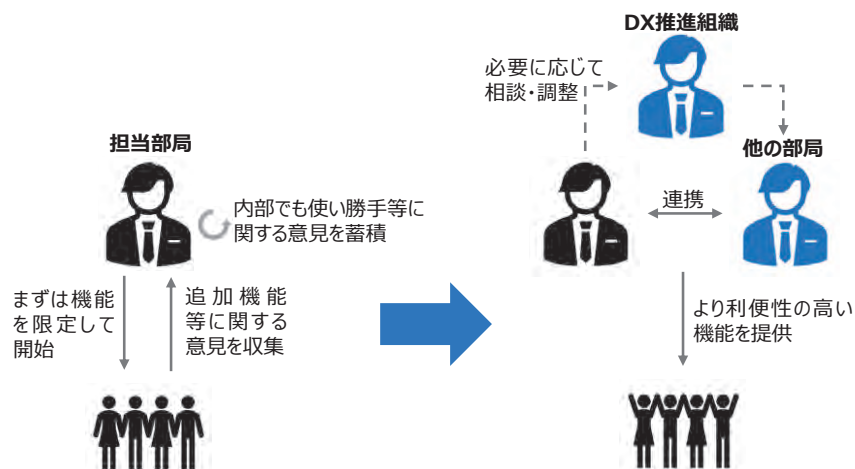 担当部局
内部でも使い勝手等に
関する意見を蓄積
まずは機能
を限定して
開始
追加機能
等に関する
意見を収集
DX推進組織
必要に応じて
相談・調整
他の部局
連携
より利便性の高い
機能を提供